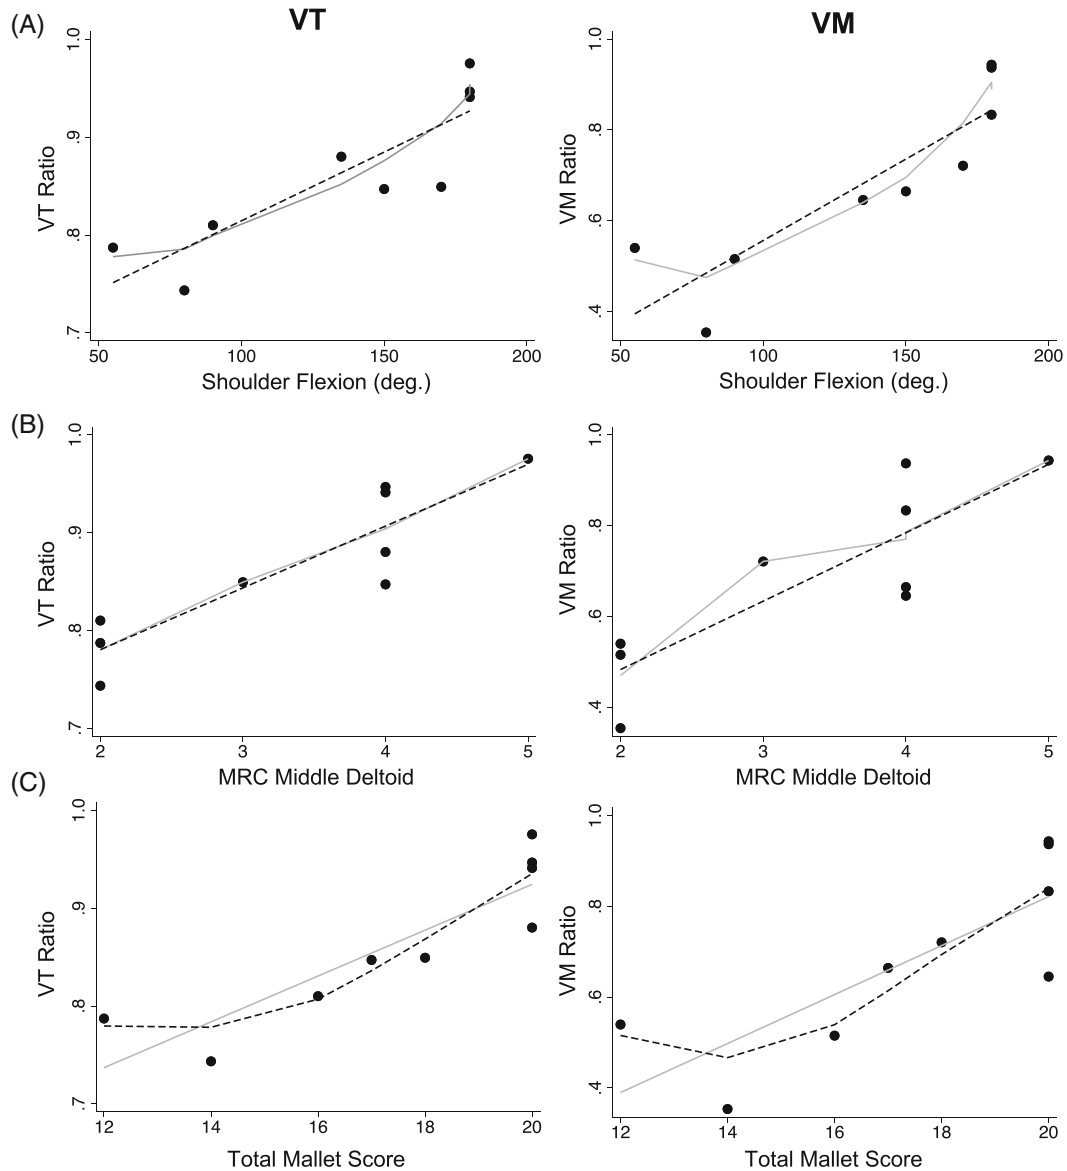 (A)
VT
VM
1.0
.9
.8
.7
VT Ratio
50
100
150
200
Shoulder Flexion (deg.)
1.0
.8
.6
.4
VM Ratio
50
100
150
200
Shoulder Flexion (deg.)
(B)
1.0
.9
.8
.7
VT Ratio
2
3
4
5
MRC Middle Deltoid
1.0
.8
.6
.4
VM Ratio
2
3
4
5
MRC Middle Deltoid
(C)
1.0
.9
.8
.7
VT Ratio
12
14
16
18
20
Total Mallet Score
1.0
.8
.6
.4
VM Ratio
12
14
16
18
20
Total Mallet Score